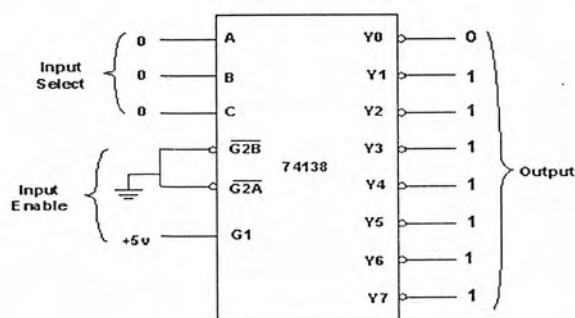 0 A Y0 0
Input
Select
0 B Y1 1
0 C Y2 1
G2B Y3 1
74138
G2A Y4 1
Input
Enable
Output
+5v G1 Y5 1
Y6 1
Y7 1